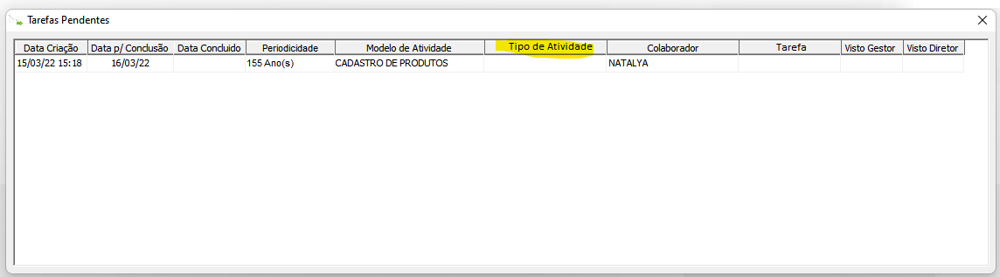 Tarefas Pendentes
Data Criação Data p/ Conclusão Data Concluido Periodicidade Modelo de Atividade Tipo de Atividade Colaborador Tarefa Visto Gestor Visto Diretor
15/03/22 15:18 16/03/22 155 Ano(s) CADASTRO DE PRODUTOS NATALYA